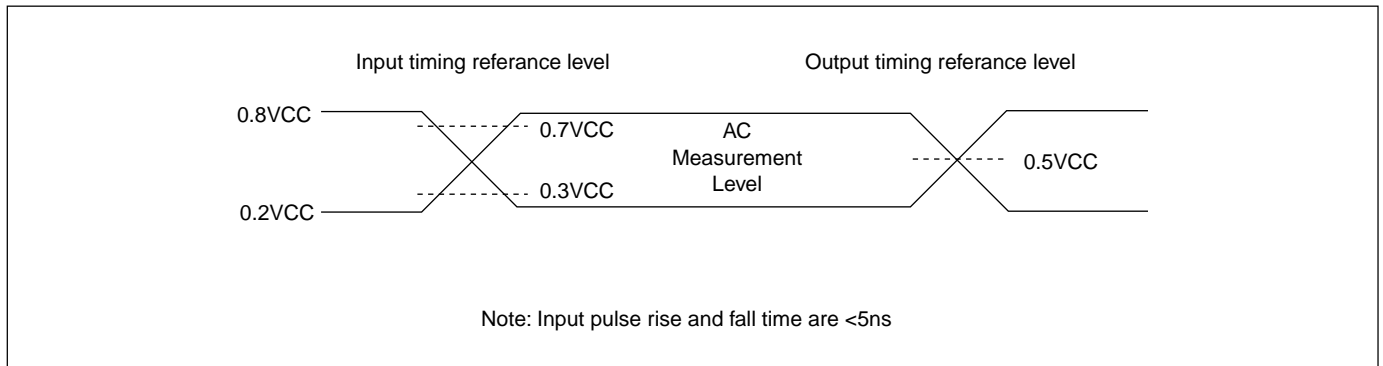 Input timing referance level
Output timing referance level
0.8VCC
0.7VCC
AC
Measurement
Level
0.5VCC
0.3VCC
0.2VCC
Note: Input pulse rise and fall time are <5ns